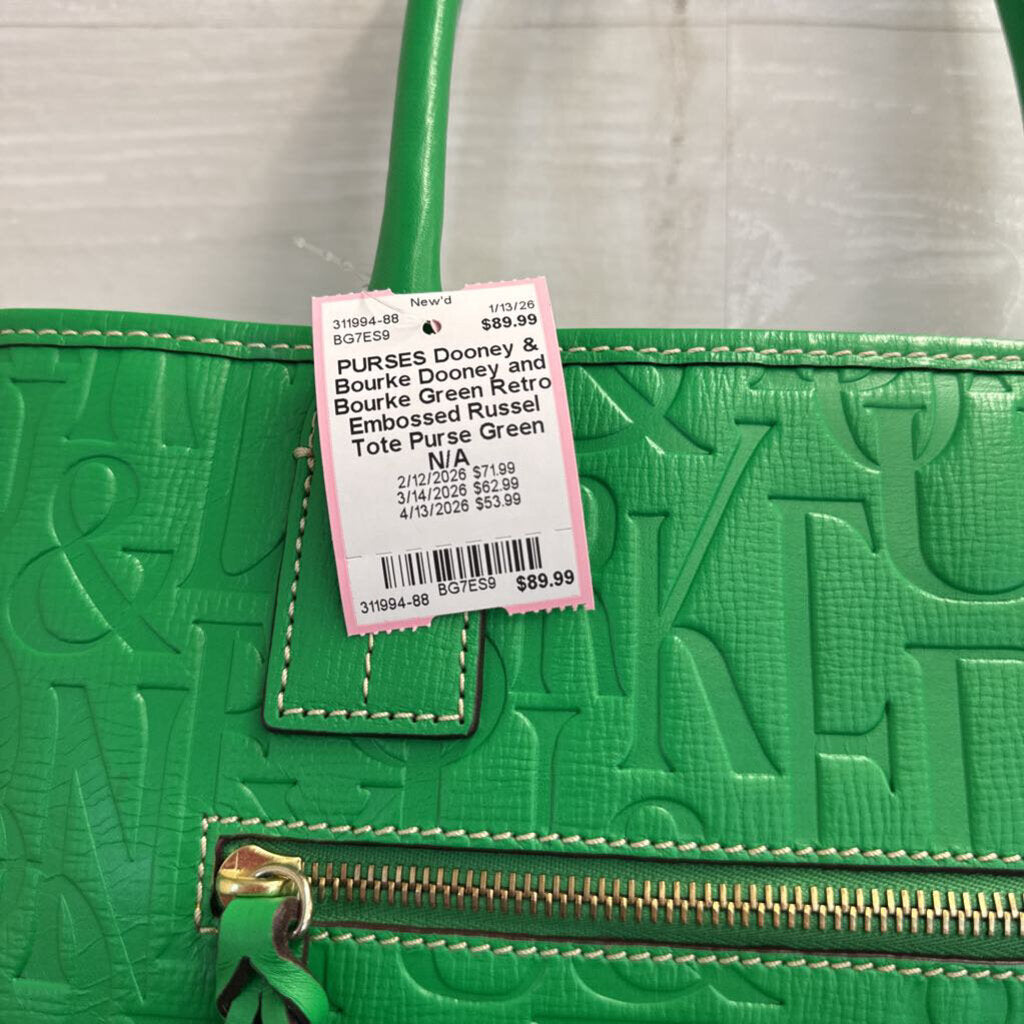 New'd
311994-88 1/13/26
BG7ES9 $89.99
PURSES Dooney &
Bourke Dooney and
Bourke Green Retro
Embossed Russel
Tote Purse Green
N/A
2/12/2026 $71.99
3/14/2026 $62.99
4/13/2026 $53.99
311994-88 BG7ES9 $89.99